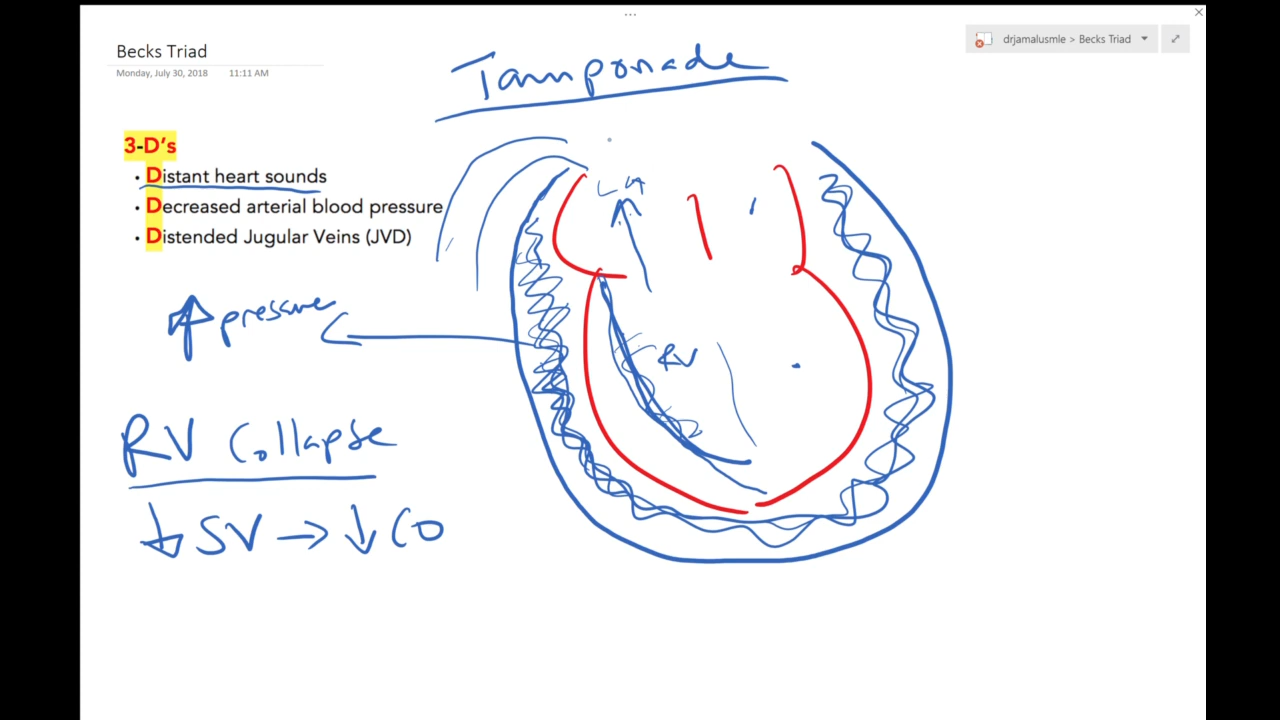 Becks Triad
Monday, July 30, 2018 11:11 AM
drjamalusmle > Becks Triad
Tamponade
3-D's
• Distant heart sounds
• Decreased arterial blood pressure
• Distended Jugular Veins (JVD)
LA
↑ pressure
RV
RV Collapse
↓ SV → ↓ CO